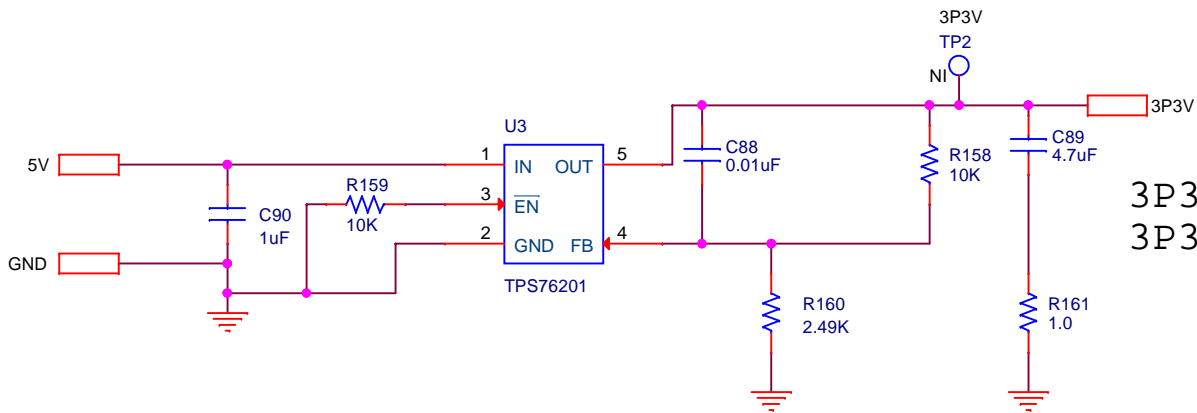 3P3V
TP2
NI
3P3V
U3
5V
1
IN
OUT
5
C88
0.01uF
R158
10K
C89
4.7uF
R159
10K
3
EN
C90
1uF
2
GND
FB
4
GND
TPS76201
R160
2.49K
R161
1.0
3P3
3P3